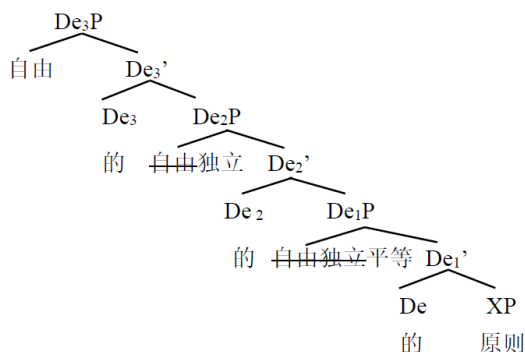 De₃P
自由 De₃’
De₃ De₂P
的 自由独立 De₂’
De ₂ De₁P
的 自由独立平等 De₁’
De XP
的 原则